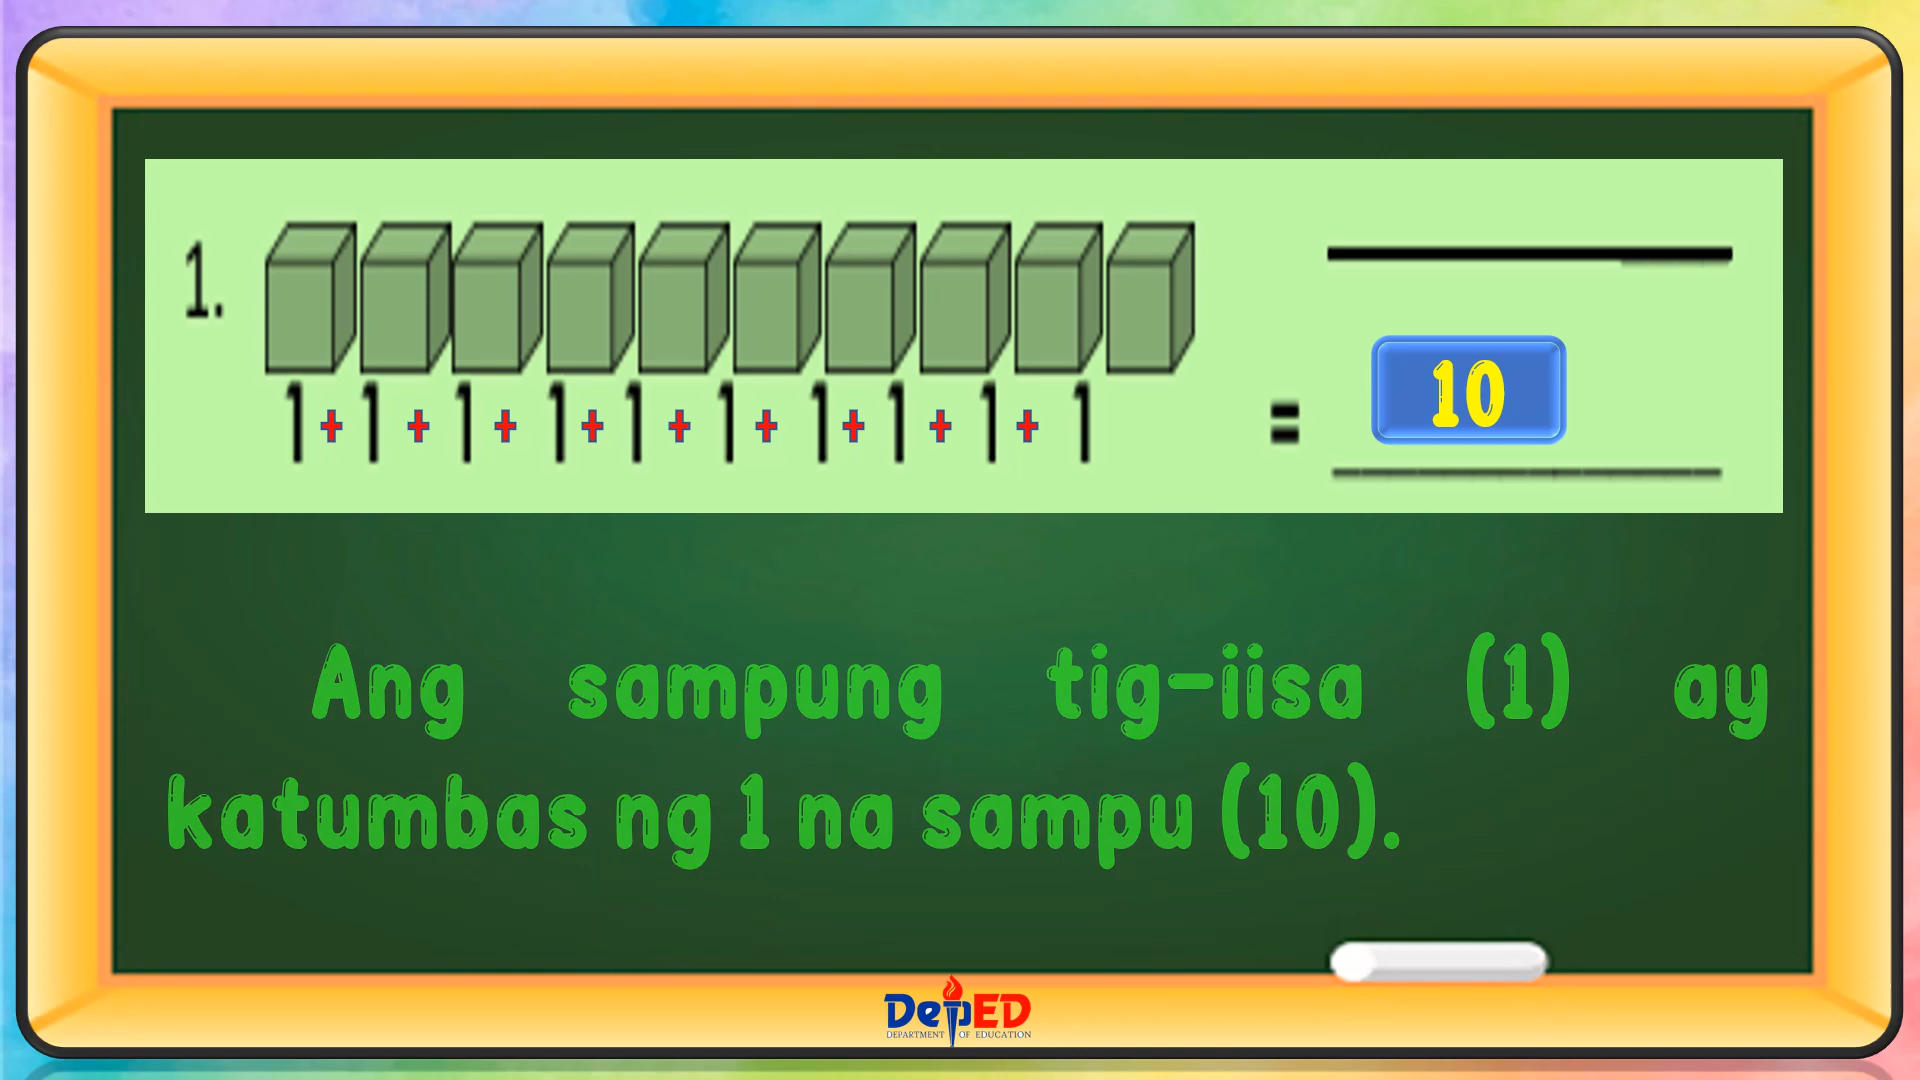 1.
1 + 1 + 1 + 1 + 1 + 1 + 1 + 1 + 1 + 1 = 10
Ang sampung tig-iisa (1) ay
katumbas ng 1 na sampu (10).
DepED
DEPARTMENT OF EDUCATION